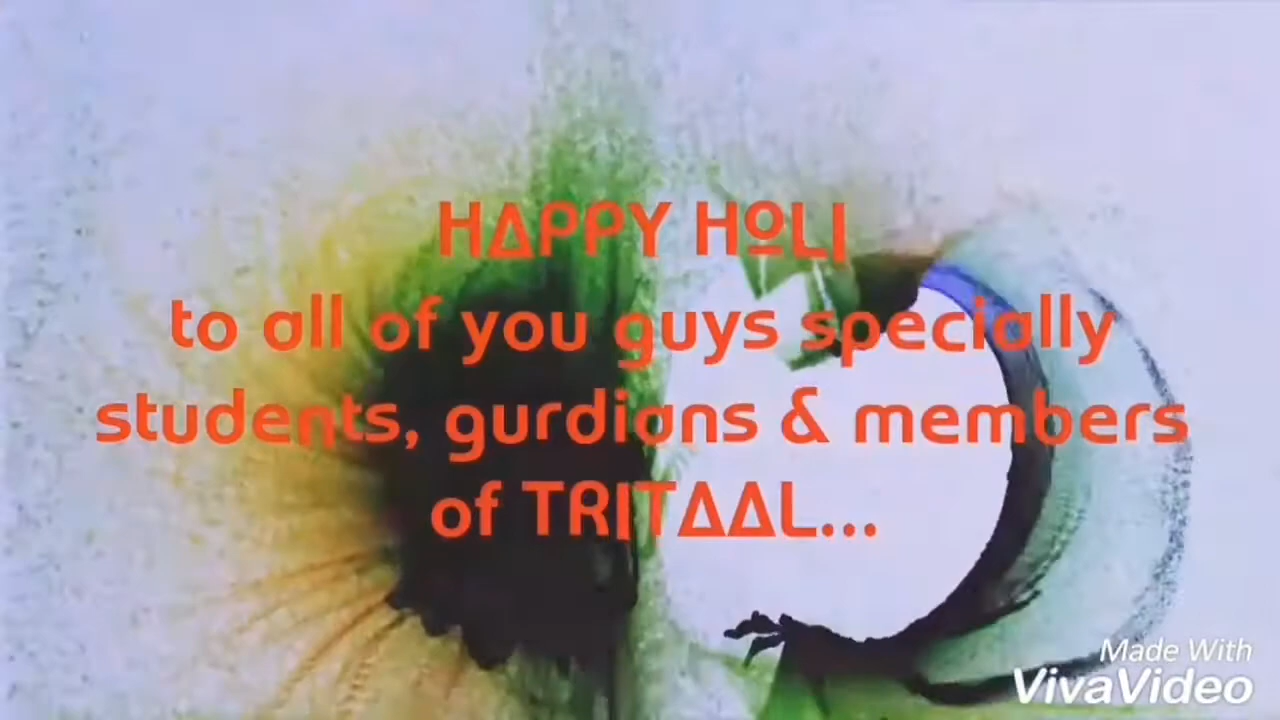 HAPPY HOLI
to all of you guys specially
students, gurdians & members
of TRITAAL...
Made With
VivaVideo